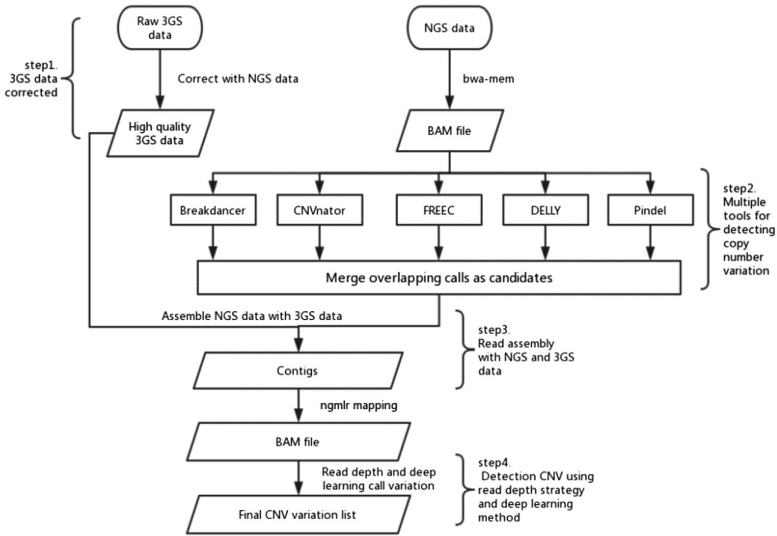 Raw 3GS
data
NGS data
step1.
3GS data
corrected
Correct with NGS data
bwa-mem
High quality
3GS data
BAM file
Breakdancer
CNVnator
FREEC
DELLY
Pindel
step2.
Multiple
tools for
detecting
copy
number
variation
Merge overlapping calls as candidates
Assemble NGS data with 3GS data
step3.
Read assembly
with NGS and 3GS
data
Contigs
ngmlr mapping
BAM file
Read depth and deep
learning call variation
step4.
Detection CNV using
read depth strategy
and deep learning
method
Final CNV variation list